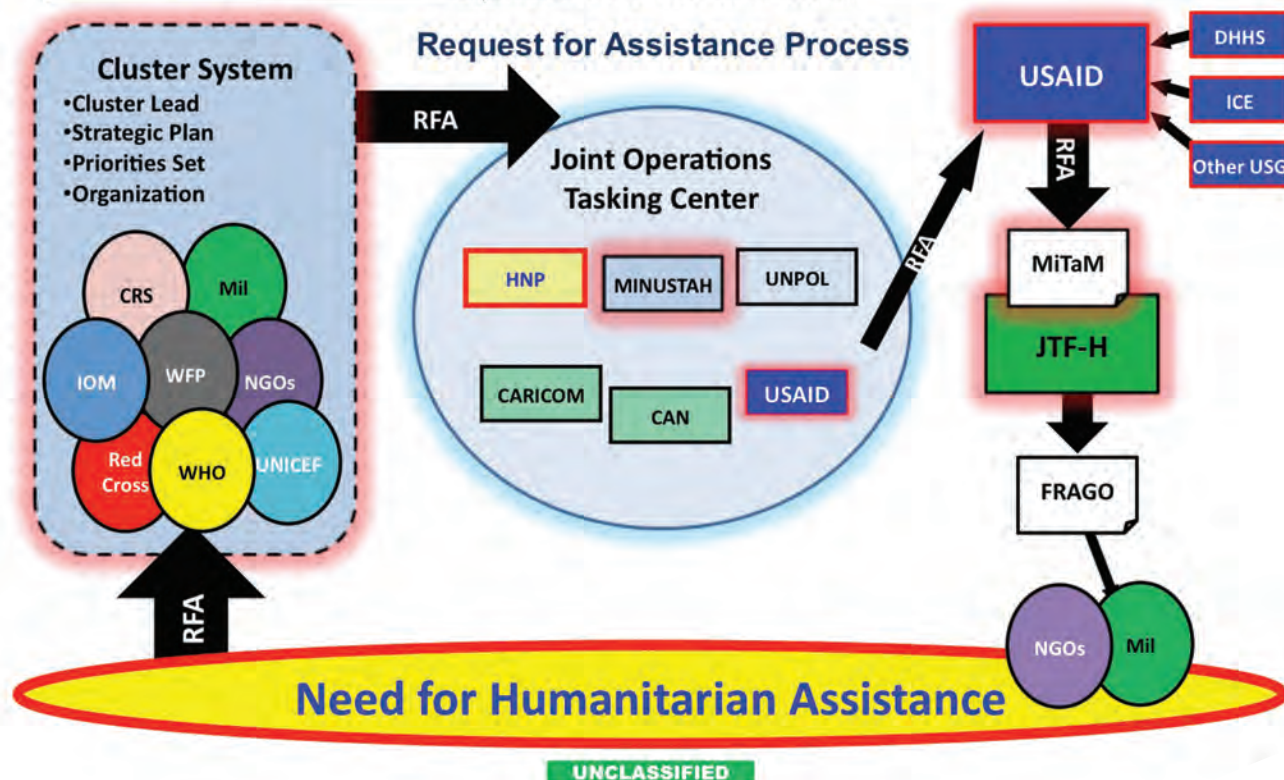 Request for Assistance Process
Cluster System
•Cluster Lead
•Strategic Plan
•Priorities Set
•Organization
CRS
Mil
IOM
WFP
NGOs
Red
Cross
WHO
UNICEF
RFA
RFA
Joint Operations
Tasking Center
HNP
MINUSTAH
UNPOL
CARICOM
CAN
USAID
RFA
USAID
DHHS
ICE
Other USG
RFA
MiTaM
JTF-H
FRAGO
NGOs
Mil
Need for Humanitarian Assistance
UNCLASSIFIED